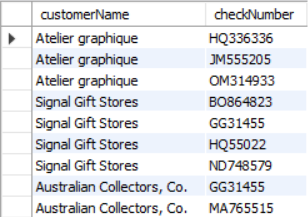 customerName checkNumber
Atelier graphique HQ336336
Atelier graphique JM555205
Atelier graphique OM314933
Signal Gift Stores BO864823
Signal Gift Stores GG31455
Signal Gift Stores HQ55022
Signal Gift Stores ND748579
Australian Collectors, Co. GG31455
Australian Collectors, Co. MA765515